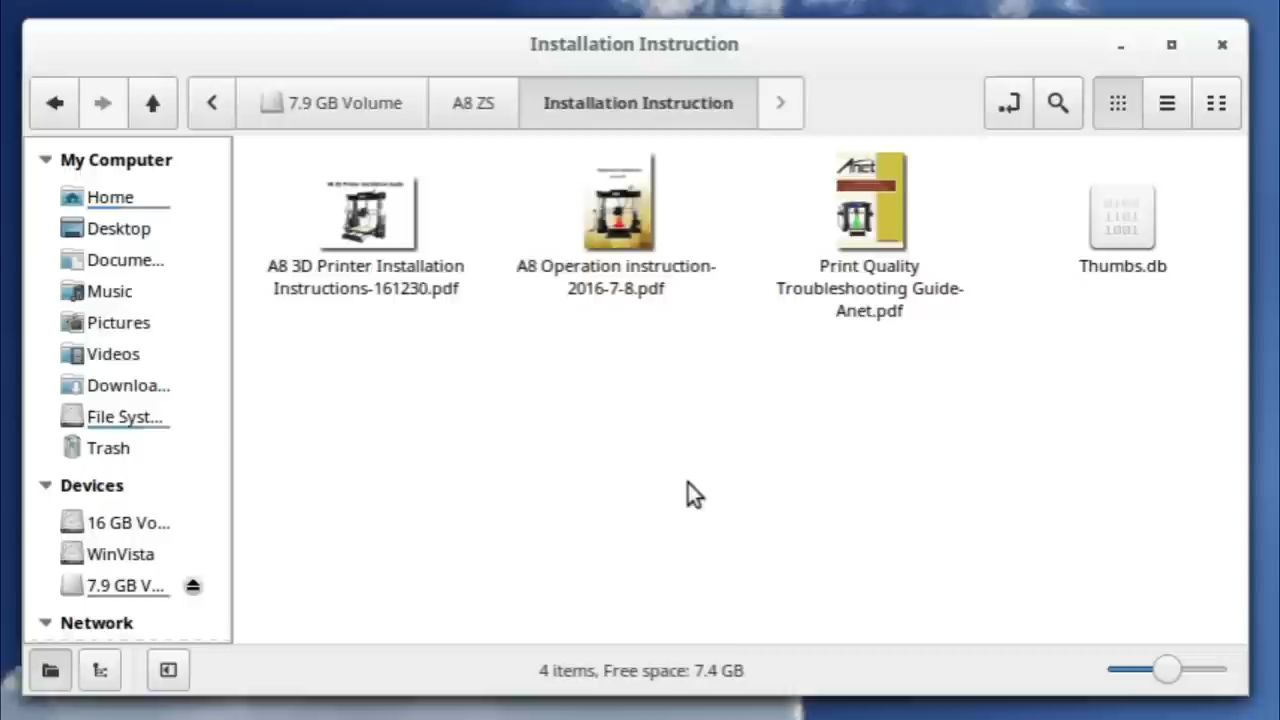 Installation Instruction
7.9 GB Volume
A8 ZS
Installation Instruction
My Computer
Home
Desktop
Docume...
Music
Pictures
Videos
Downloa...
File Syst...
Trash
Devices
16 GB Vo...
WinVista
7.9 GB V...
Network
A8 3D Printer Installation
Instructions-161230.pdf
A8 Operation instruction-
2016-7-8.pdf
Anet
Print Quality
Troubleshooting Guide-
Anet.pdf
1101
1001
Thumbs.db
4 items, Free space: 7.4 GB